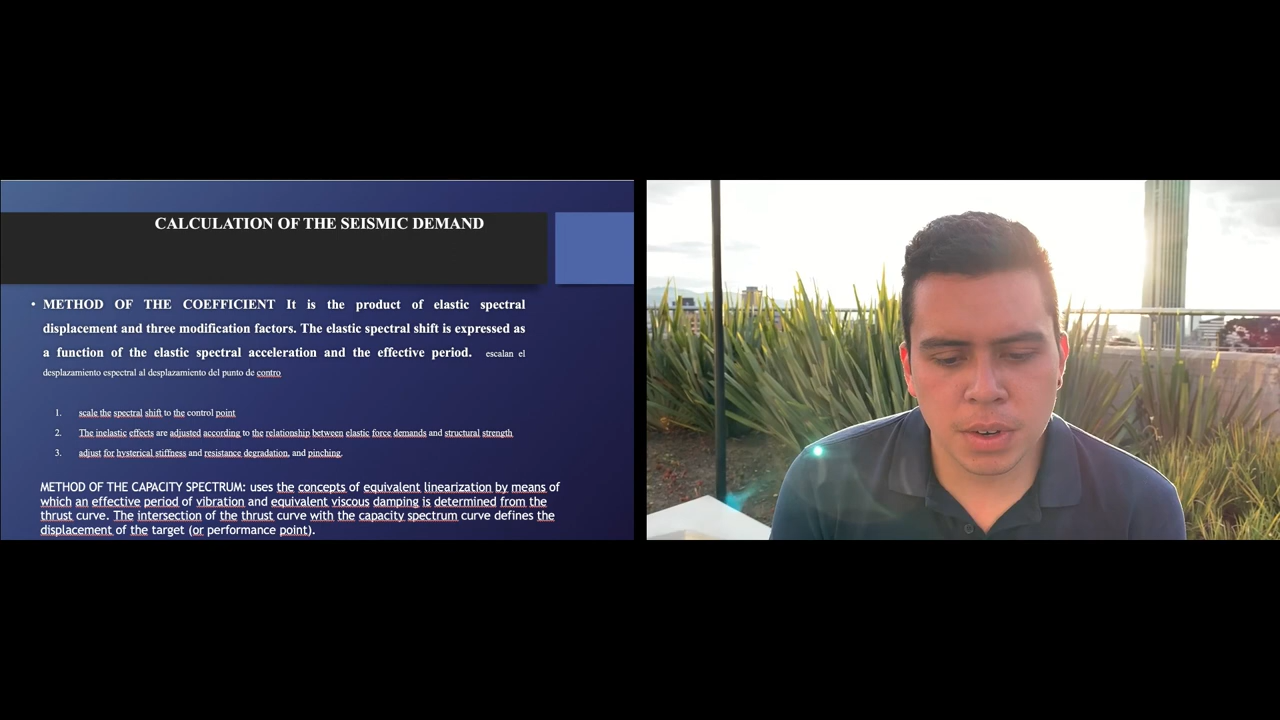 CALCULATION OF THE SEISMIC DEMAND
• METHOD OF THE COEFFICIENT It is the product of elastic spectral
displacement and three modification factors. The elastic spectral shift is expressed as
a function of the elastic spectral acceleration and the effective period. escalan el
desplazamiento espectral al desplazamiento del punto de contro
1. scale the spectral shift to the control point
2. The inelastic effects are adjusted according to the relationship between elastic force demands and structural strength
3. adjust for hysterical stiffness and resistance degradation, and pinching.
METHOD OF THE CAPACITY SPECTRUM: uses the concepts of equivalent linearization by means of
which an effective period of vibration and equivalent viscous damping is determined from the
thrust curve. The intersection of the thrust curve with the capacity spectrum curve defines the
displacement of the target (or performance point).